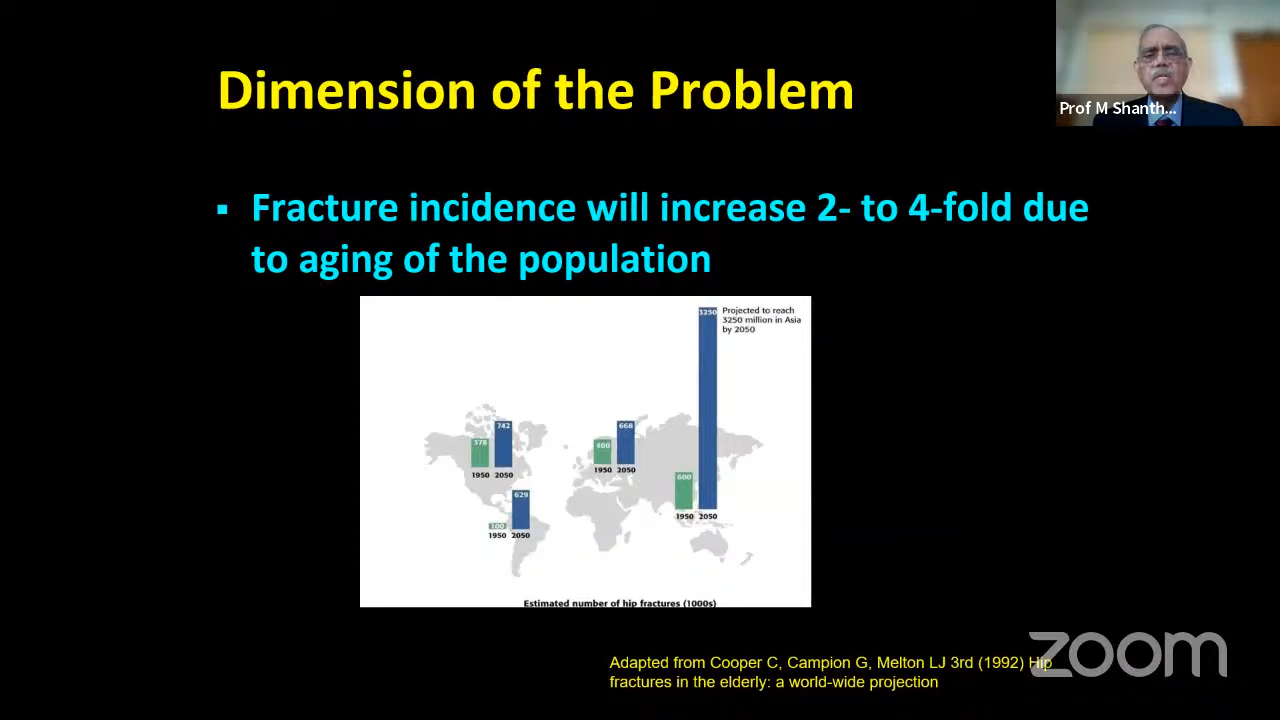 Dimension of the Problem
Prof M Shanth...
▪ Fracture incidence will increase 2- to 4-fold due
to aging of the population
3250
Projected to reach
3250 million in Asia
by 2050
378
742
1950 2050
400
668
1950 2050
600
1950 2050
100
629
1950 2050
Estimated number of hip fractures (1000s)
Adapted from Cooper C, Campion G, Melton LJ 3rd (1992) Hip
fractures in the elderly: a world-wide projection
zoom